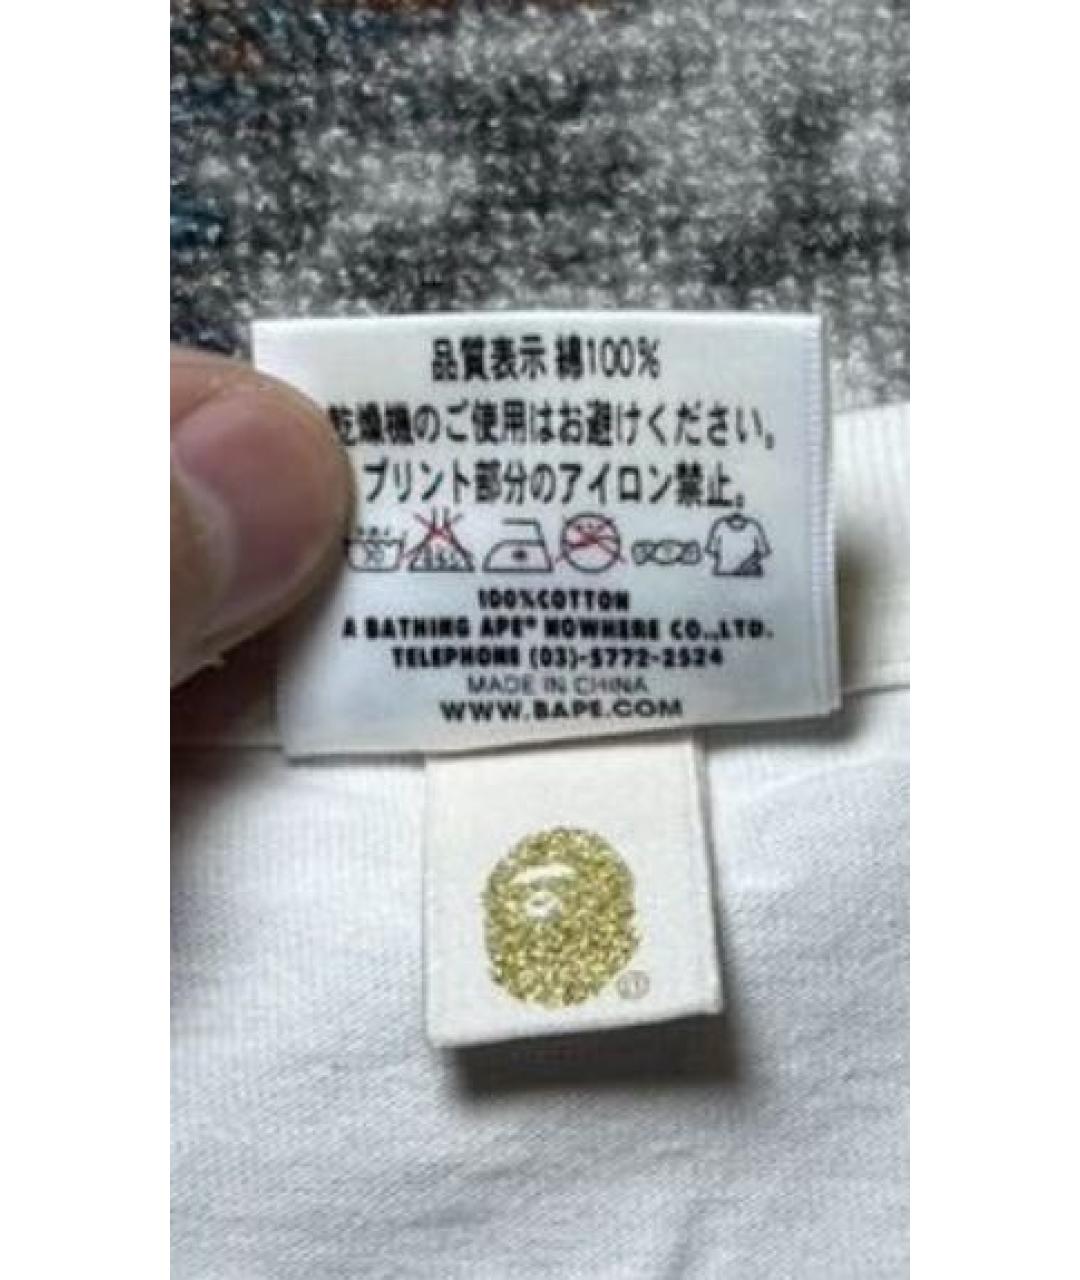 品質表示 綿100%
乾燥機のご使用はお避けください。
プリント部分のアイロン禁止。
100%COTTON
A BATHING APE® NOWHERE CO.,LTD.
TELEPHONE (03)-5772-2524
MADE IN CHINA
WWW.BAPE.COM